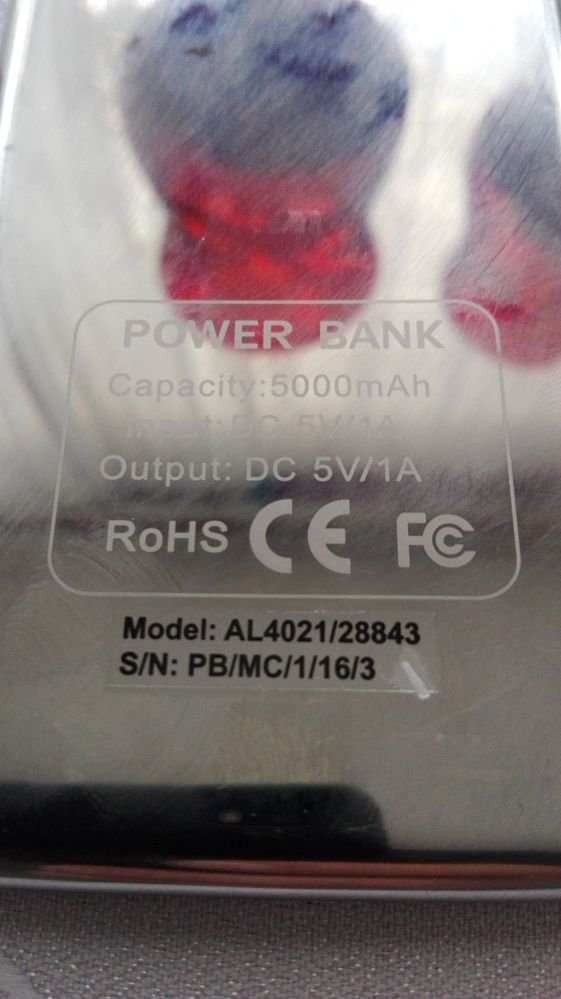 POWER BANK
Capacity:5000mAh
Input: DC 5V/1A
Output: DC 5V/1A
RoHS CE FC
Model: AL4021/28843
S/N: PB/MC/1/16/3